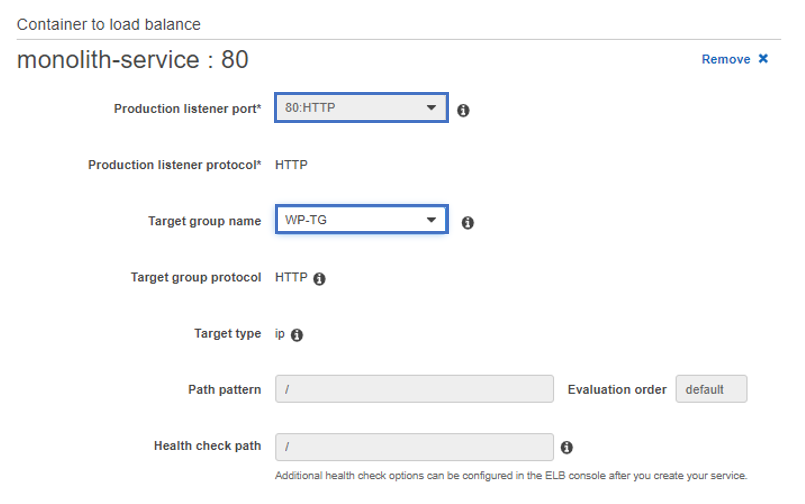 Container to load balance
monolith-service : 80
Remove ✖
Production listener port* 80:HTTP
Production listener protocol* HTTP
Target group name WP-TG
Target group protocol HTTP
Target type ip
Path pattern / Evaluation order default
Health check path /
Additional health check options can be configured in the ELB console after you create your service.